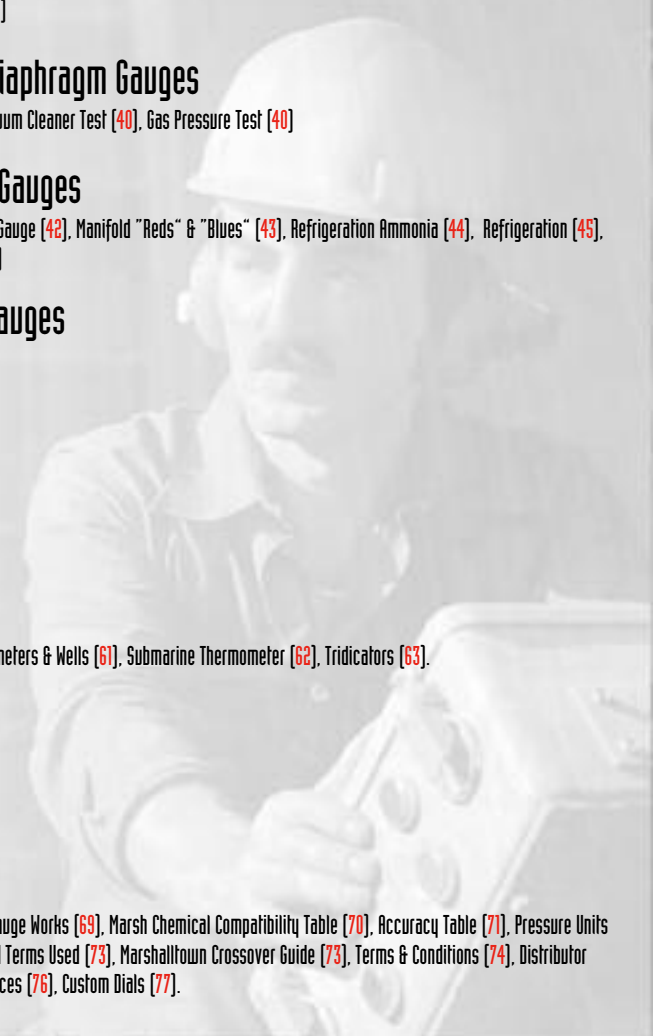 ]
iaphragm Gauges
uum Cleaner Test [40], Gas Pressure Test [40]
Gauges
Gauge [42], Manifold "Reds" & "Blues" [43], Refrigeration Ammonia [44], Refrigeration [45],
]
auges
neters & Wells [61], Submarine Thermometer [62], Tridicators [63].
auge Works [69], Marsh Chemical Compatibility Table [70], Accuracy Table [71], Pressure Units
l Terms Used [73], Marshalltown Crossover Guide [73], Terms & Conditions [74], Distributor
ces [76], Custom Dials [77].